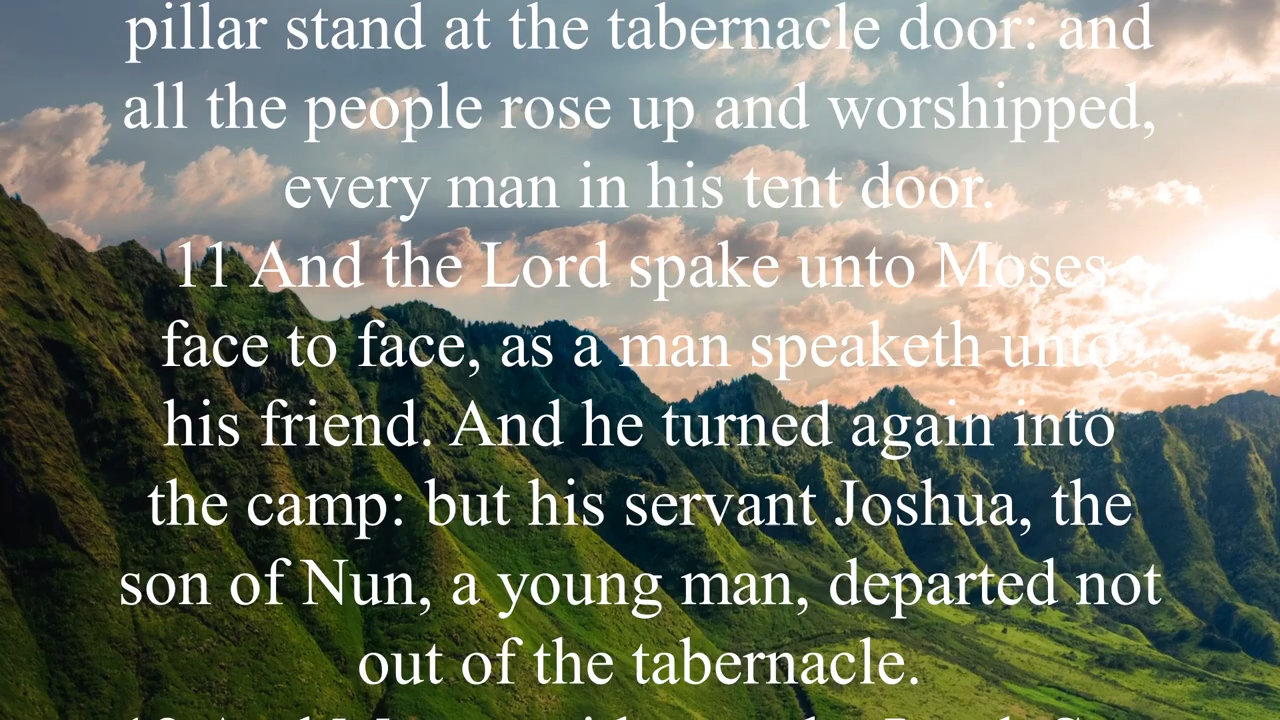 pillar stand at the tabernacle door: and
all the people rose up and worshipped,
every man in his tent door.
11 And the Lord spake unto Moses
face to face, as a man speaketh unto
his friend. And he turned again into
the camp: but his servant Joshua, the
son of Nun, a young man, departed not
out of the tabernacle.